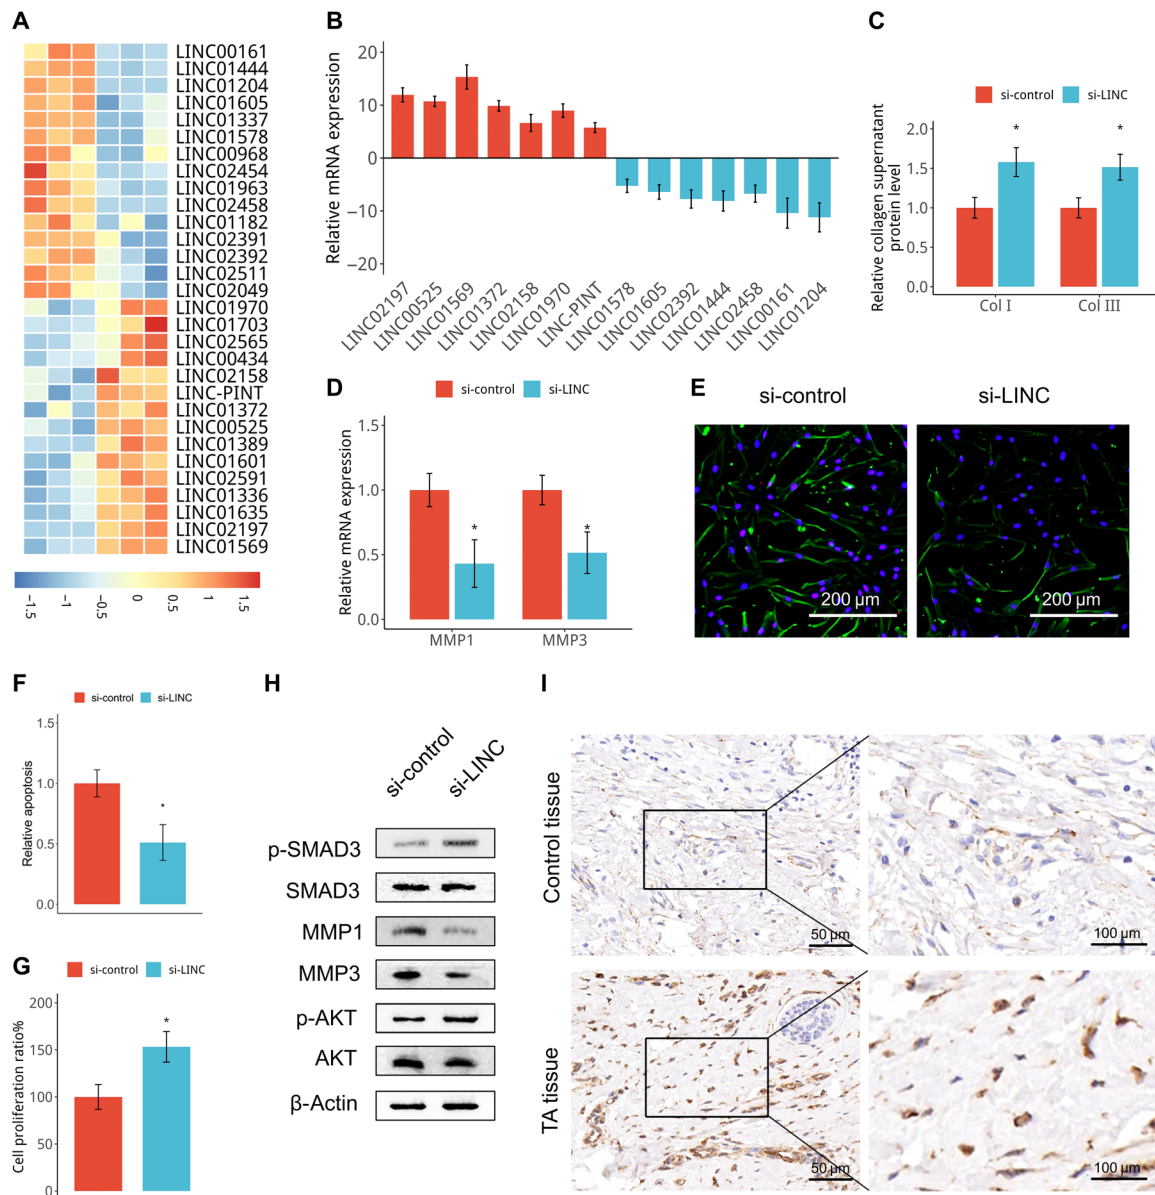 A
LINC00161
LINC01444
LINC01204
LINC01605
LINC01337
LINC01578
LINC00968
LINC02454
LINC01963
LINC02458
LINC01182
LINC02391
LINC02392
LINC02511
LINC02049
LINC01970
LINC01703
LINC02565
LINC00434
LINC02158
LINC-PINT
LINC01372
LINC00525
LINC01389
LINC01601
LINC02591
LINC01336
LINC01635
LINC02197
LINC01569
−1.5
−1
−0.5
0
0.5
1
1.5
B
Relative mRNA expression
20
10
0
−10
−20
LINC02197
LINC00525
LINC01569
LINC01372
LINC02158
LINC01970
LINC-PINT
LINC01578
LINC01605
LINC02392
LINC01444
LINC02458
LINC00161
LINC01204
C
si-control si-LINC
Relative collagen supernatant
protein level
2.0
1.5
1.0
0.5
0.0
* *
Col I Col III
D
si-control si-LINC
Relative mRNA expression
1.5
1.0
0.5
0.0
* *
MMP1 MMP3
E
si-control si-LINC
200 µm 200 µm
F
si-control si-LINC
Relative apoptosis
1.5
1.0
0.5
0.0
*
G
si-control si-LINC
Cell proliferation ratio%
200
150
100
50
0
*
H
si-control si-LINC
p-SMAD3
SMAD3
MMP1
MMP3
p-AKT
AKT
β-Actin
I
Control tissue
50 µm 100 µm
TA tissue
50 µm 100 µm